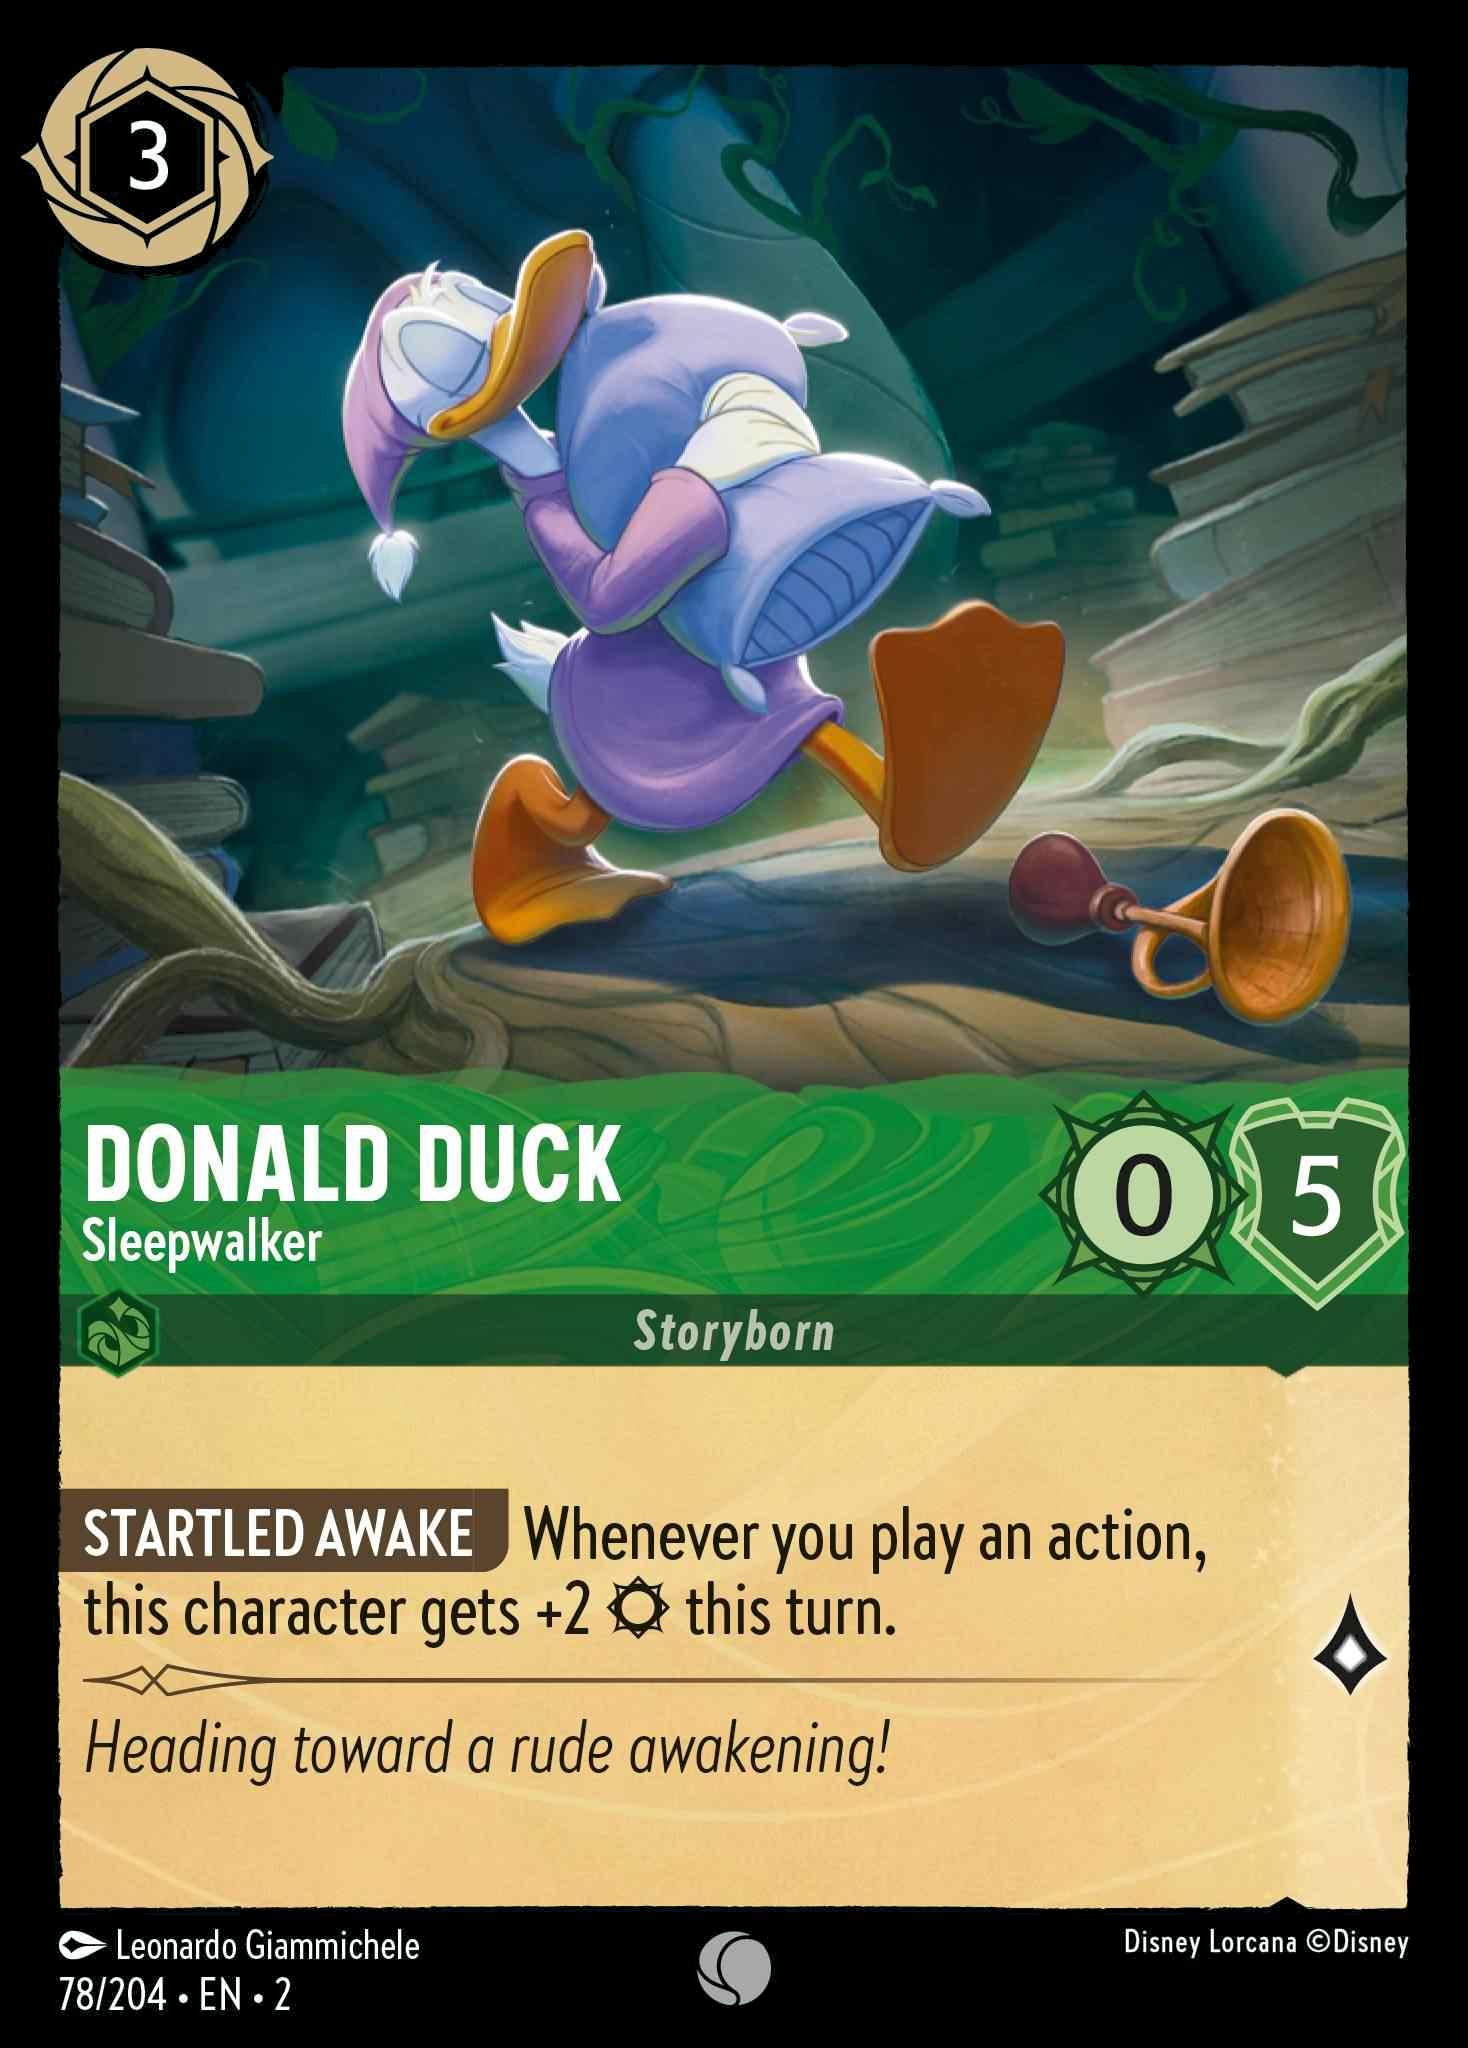 3
DONALD DUCK
Sleepwalker
0 5
Storyborn
STARTLED AWAKE Whenever you play an action,
this character gets +2 this turn.
Heading toward a rude awakening!
Leonardo Giammichele
Disney Lorcana ©Disney
78/204 • EN • 2